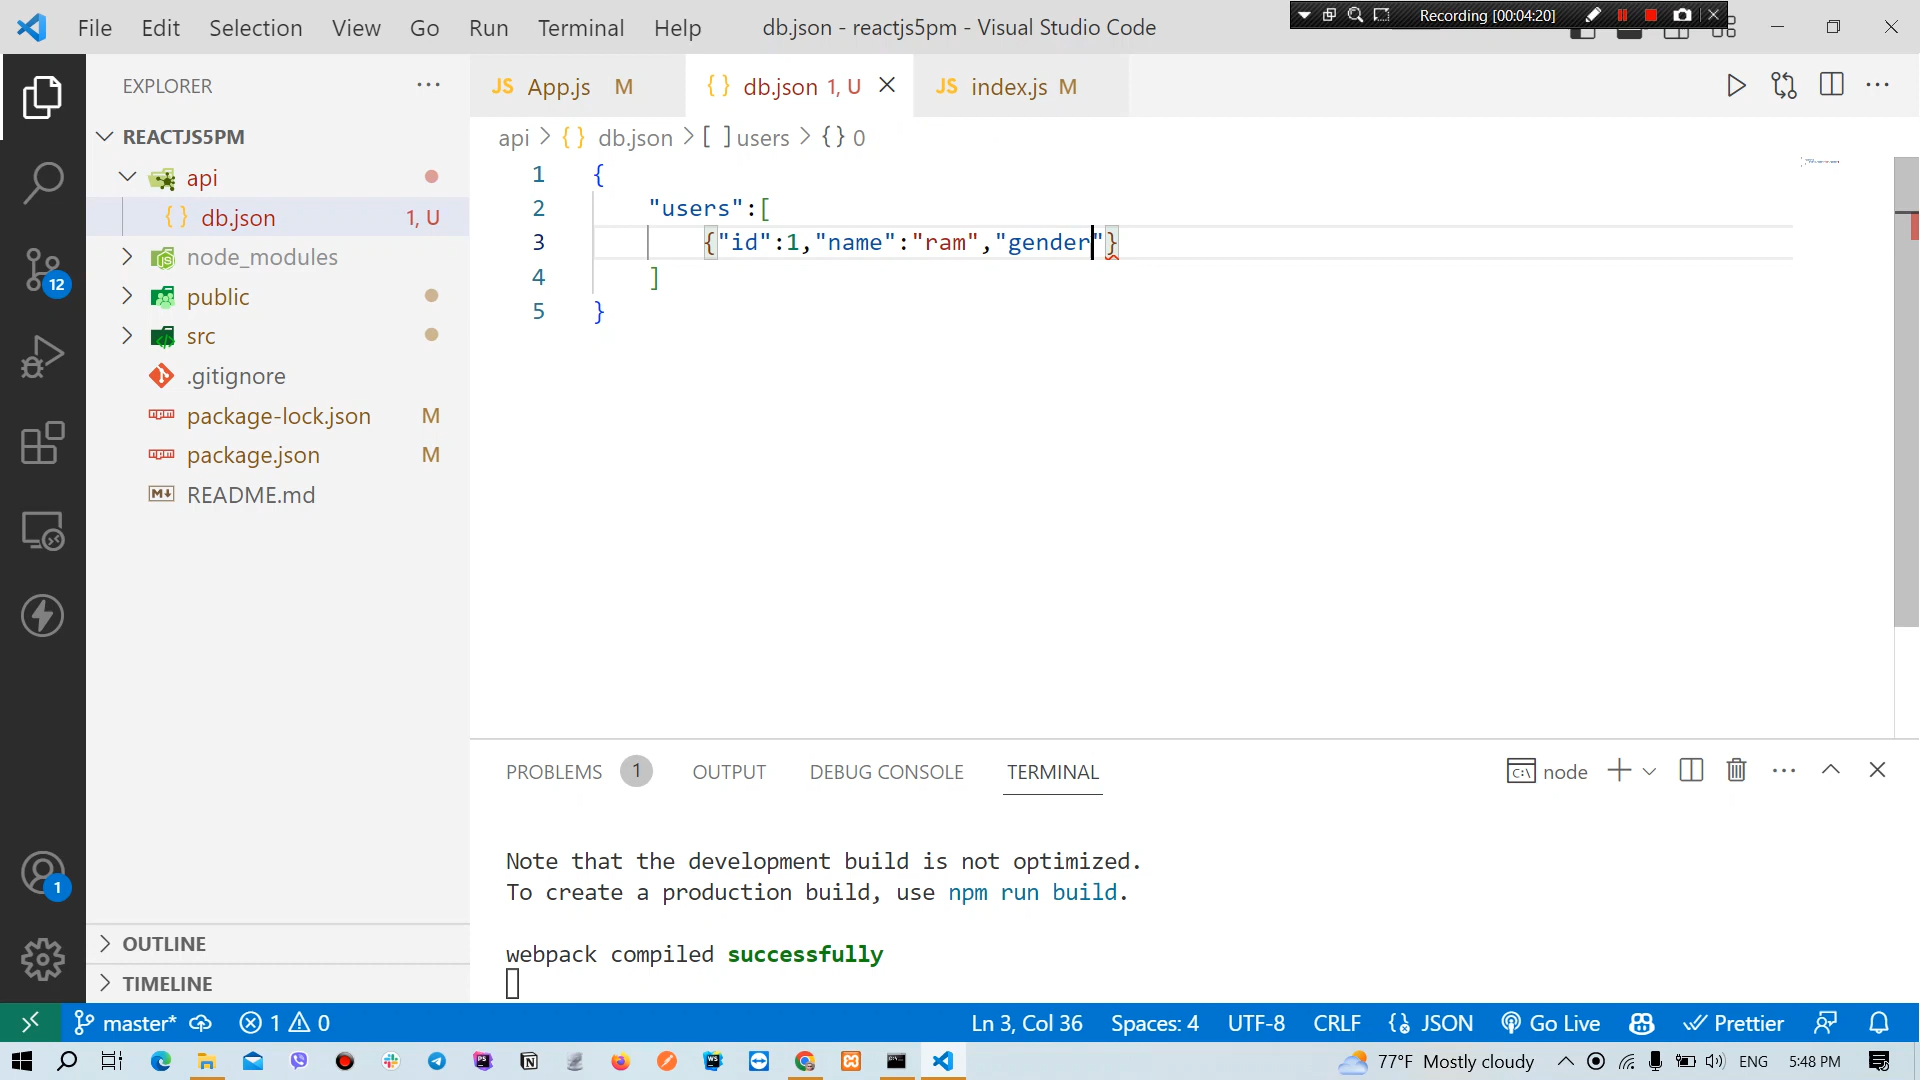 File Edit Selection View Go Run Terminal Help
db.json - reactjs5pm - Visual Studio Code
Recording [00:04:20]
EXPLORER
JS App.js M
{ } db.json 1, U
JS index.js M
REACTJS5PM
api > { } db.json > [ ] users > { } 0
api
db.json 1, U
node_modules
public
src
.gitignore
package-lock.json M
package.json M
README.md
1 {
2 "users":[
3 {"id":1,"name":"ram","gender"}
4 ]
5 }
12
1
OUTLINE
TIMELINE
PROBLEMS 1 OUTPUT DEBUG CONSOLE TERMINAL
node
Note that the development build is not optimized.
To create a production build, use npm run build.
webpack compiled successfully
master* 1 0
Ln 3, Col 36 Spaces: 4 UTF-8 CRLF JSON Go Live Prettier
77°F Mostly cloudy ENG 5:48 PM